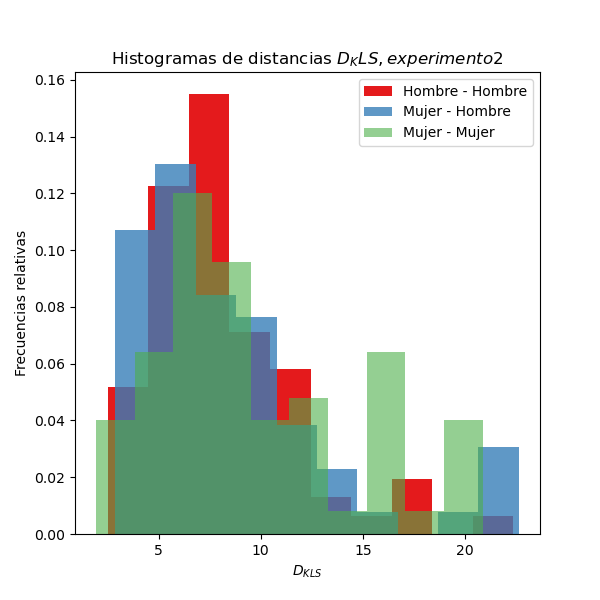 Histogramas de distancias D_KLS, experimento2
Hombre - Hombre
Mujer - Hombre
Mujer - Mujer
Frecuencias relativas
0.16
0.14
0.12
0.10
0.08
0.06
0.04
0.02
0.00
5 10 15 20
D_{KLS}